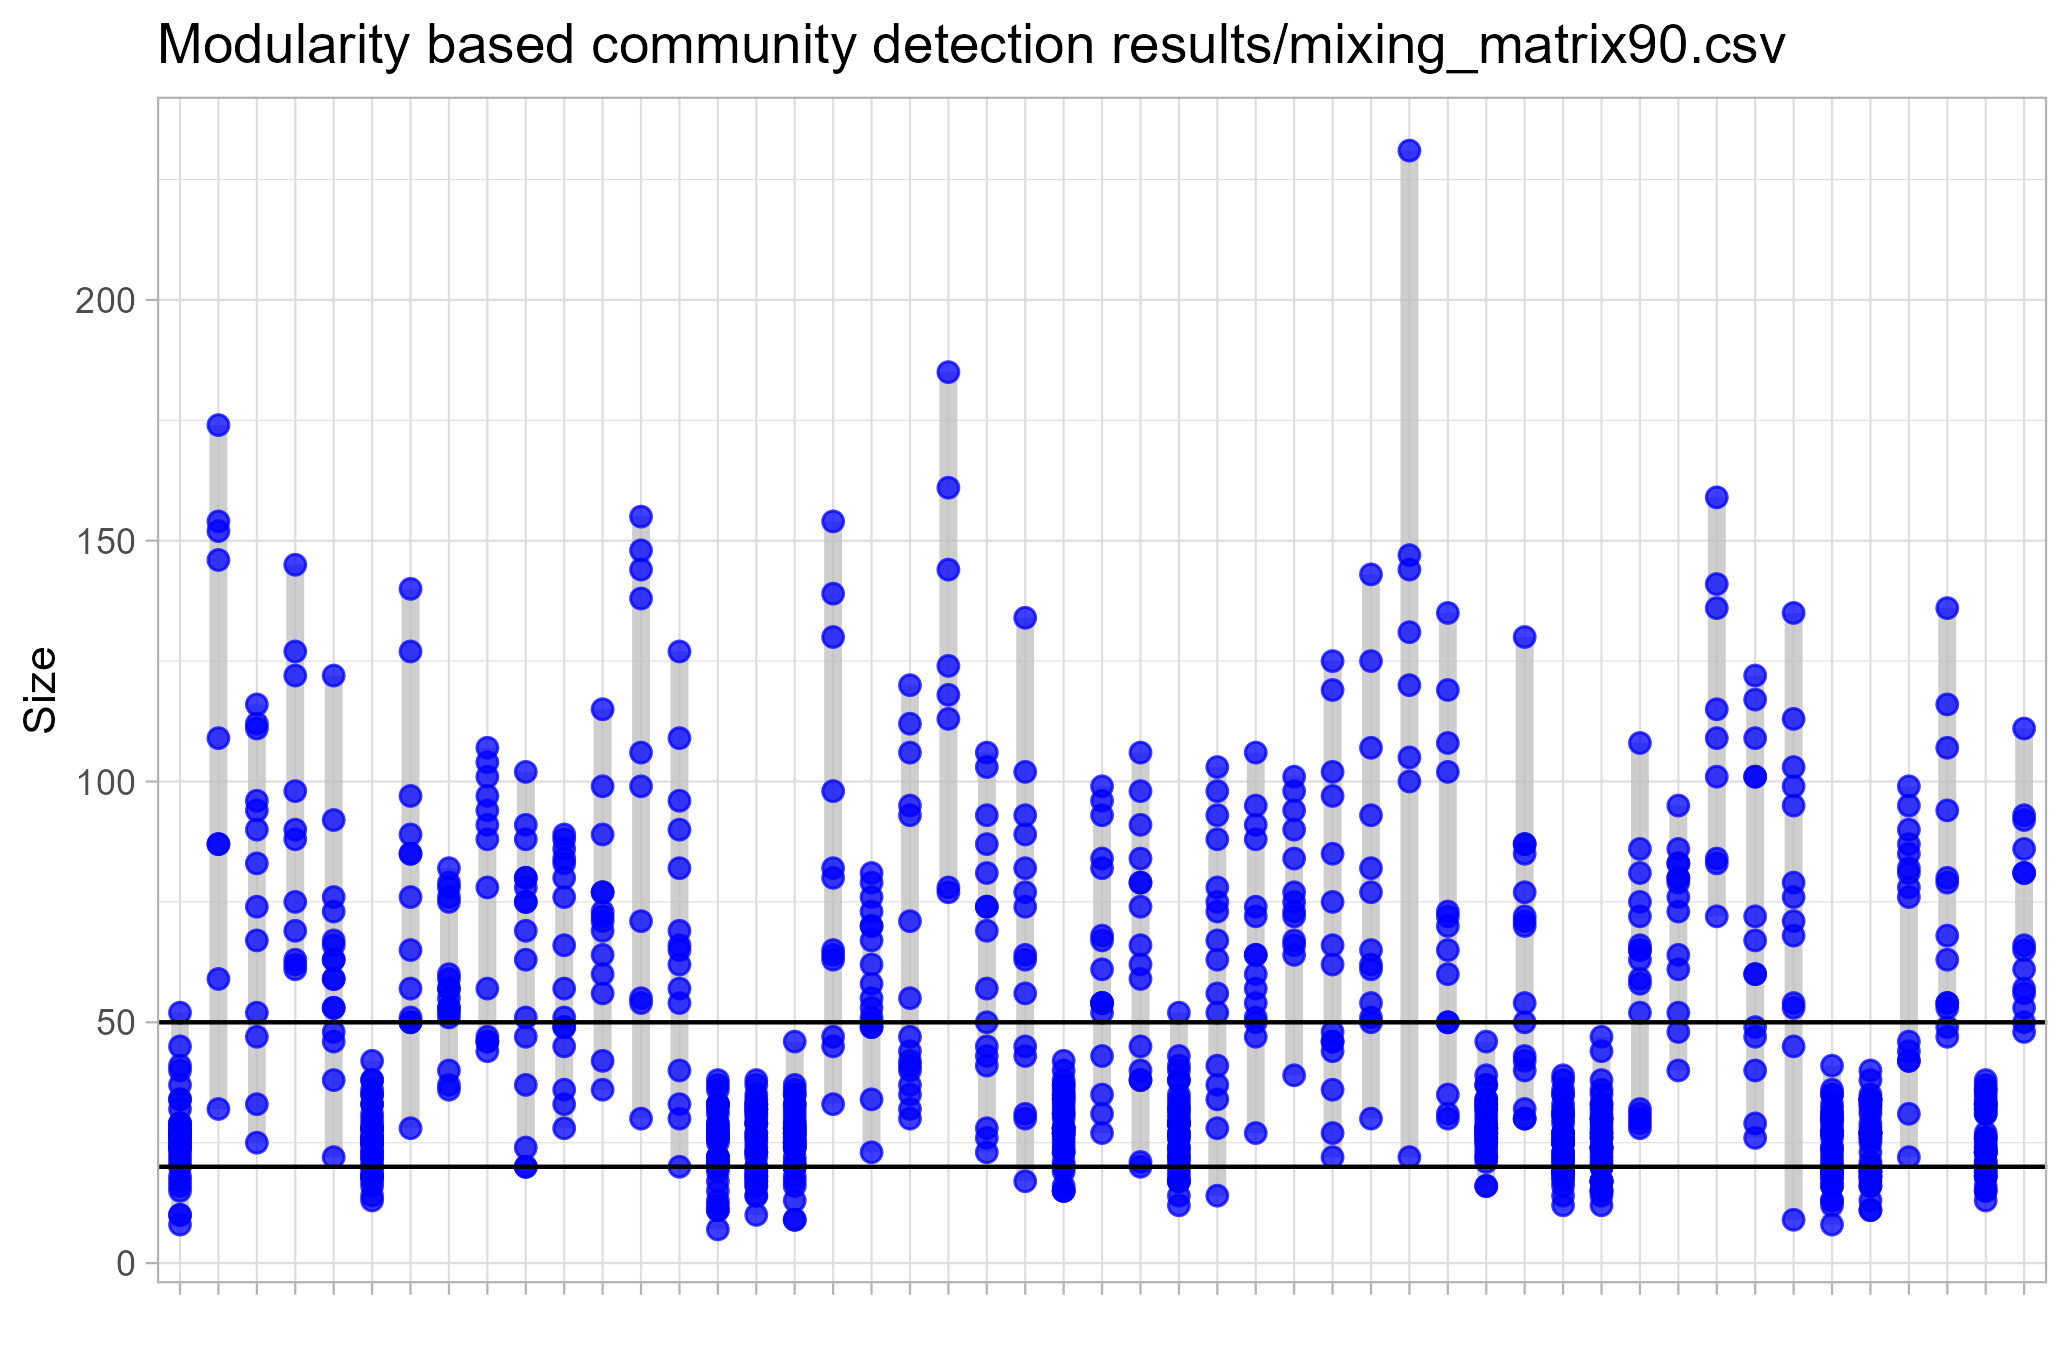 Modularity based community detection results/mixing_matrix90.csv
Size
200
150
100
50
0